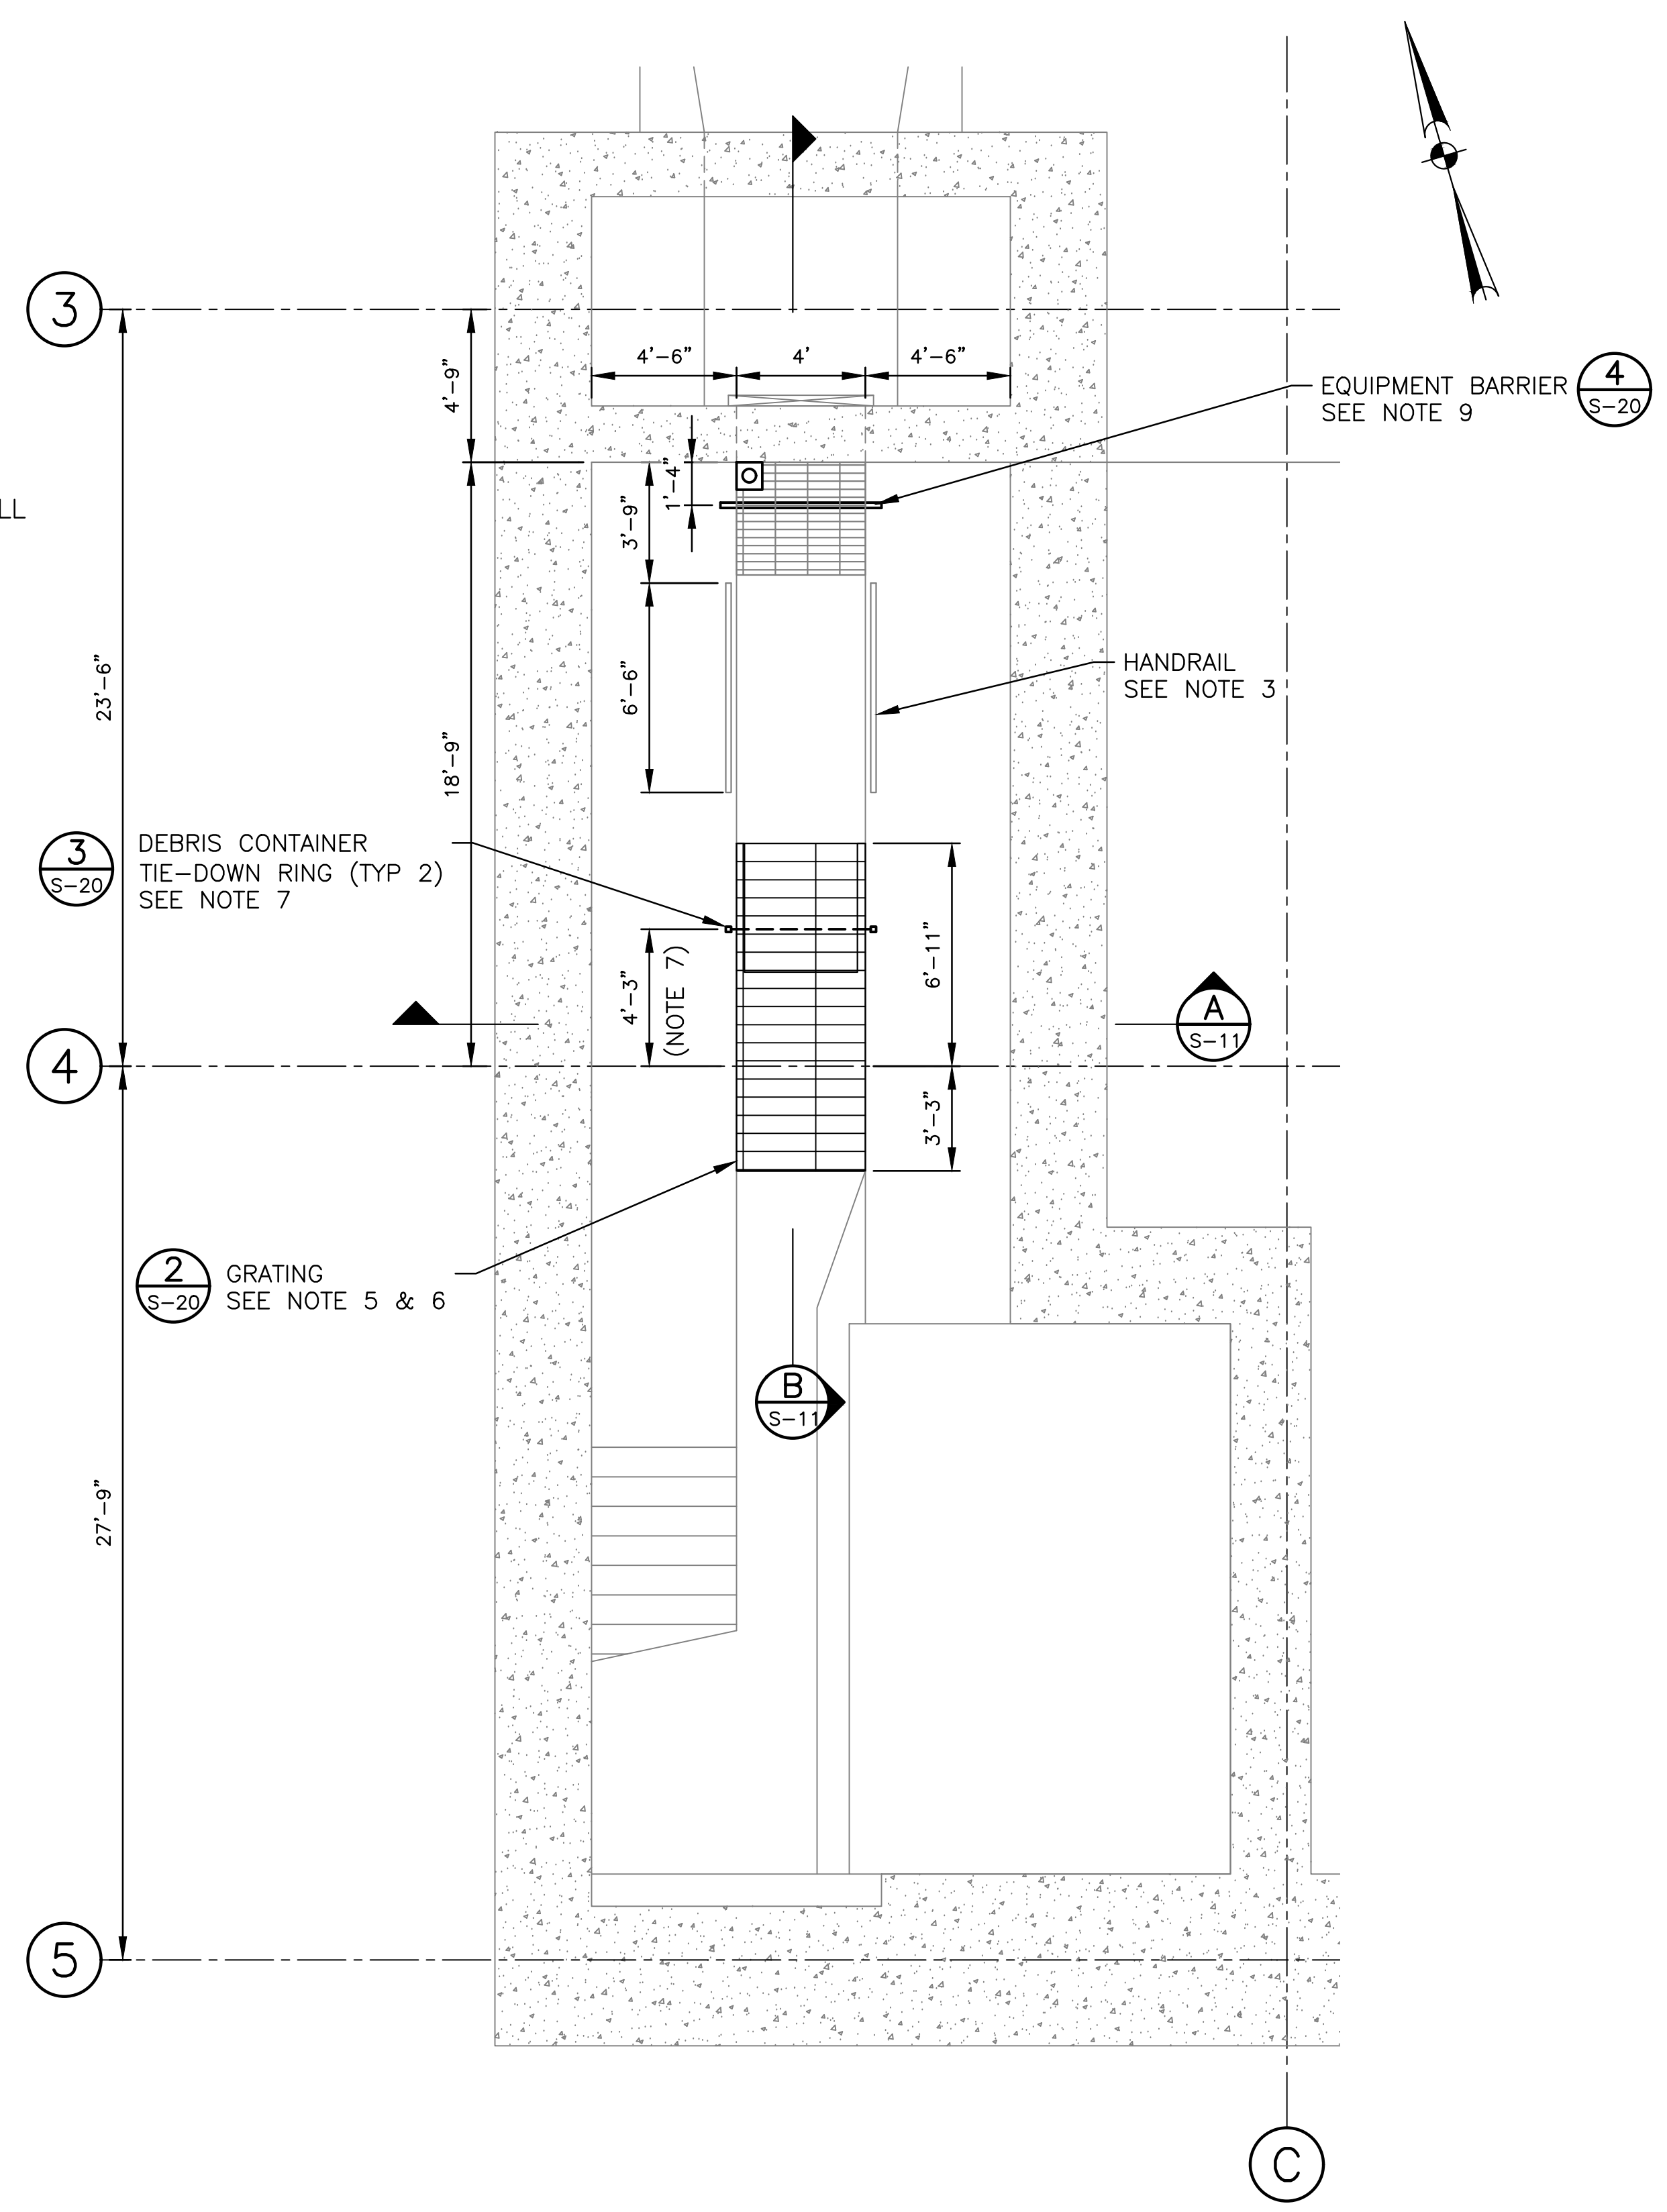 3
4'-6"
4'
4'-6"
4'-9"
EQUIPMENT BARRIER
SEE NOTE 9
4
S-20
1'-4"
3'-9"
LL
23'-6"
6'-6"
HANDRAIL
SEE NOTE 3
18'-9"
3
S-20
DEBRIS CONTAINER
TIE-DOWN RING (TYP 2)
SEE NOTE 7
4'-3"
(NOTE 7)
6'-11"
A
S-11
4
3'-3"
2
S-20
GRATING
SEE NOTE 5 & 6
B
S-11
27'-9"
5
C